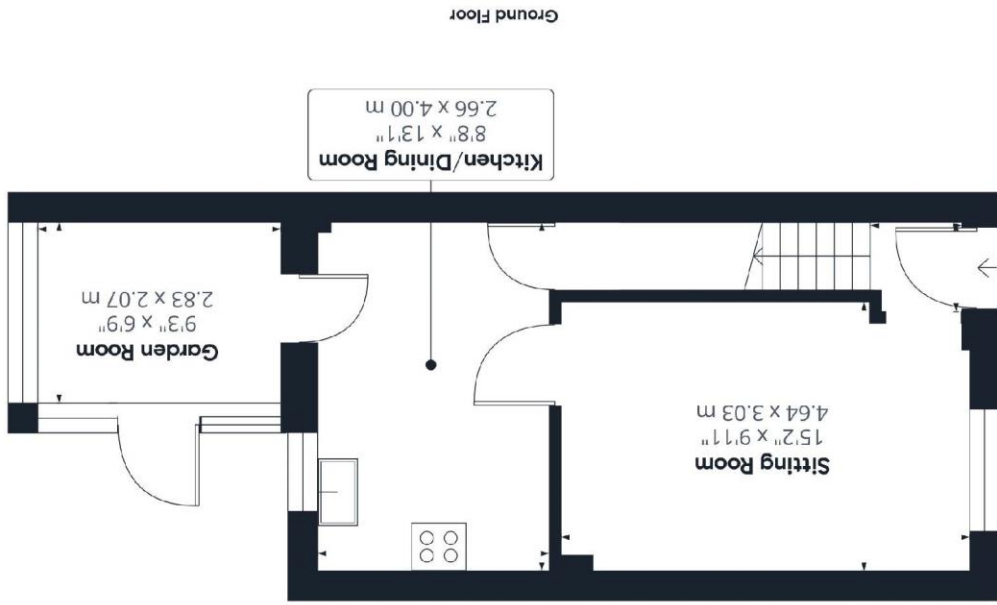 Sitting Room
15'2" x 9'11"
4.64 x 3.03 m
Garden Room
9'3" x 6'9"
2.83 x 2.07 m
Kitchen/Dining Room
8'8" x 13'1"
2.66 x 4.00 m
Ground Floor